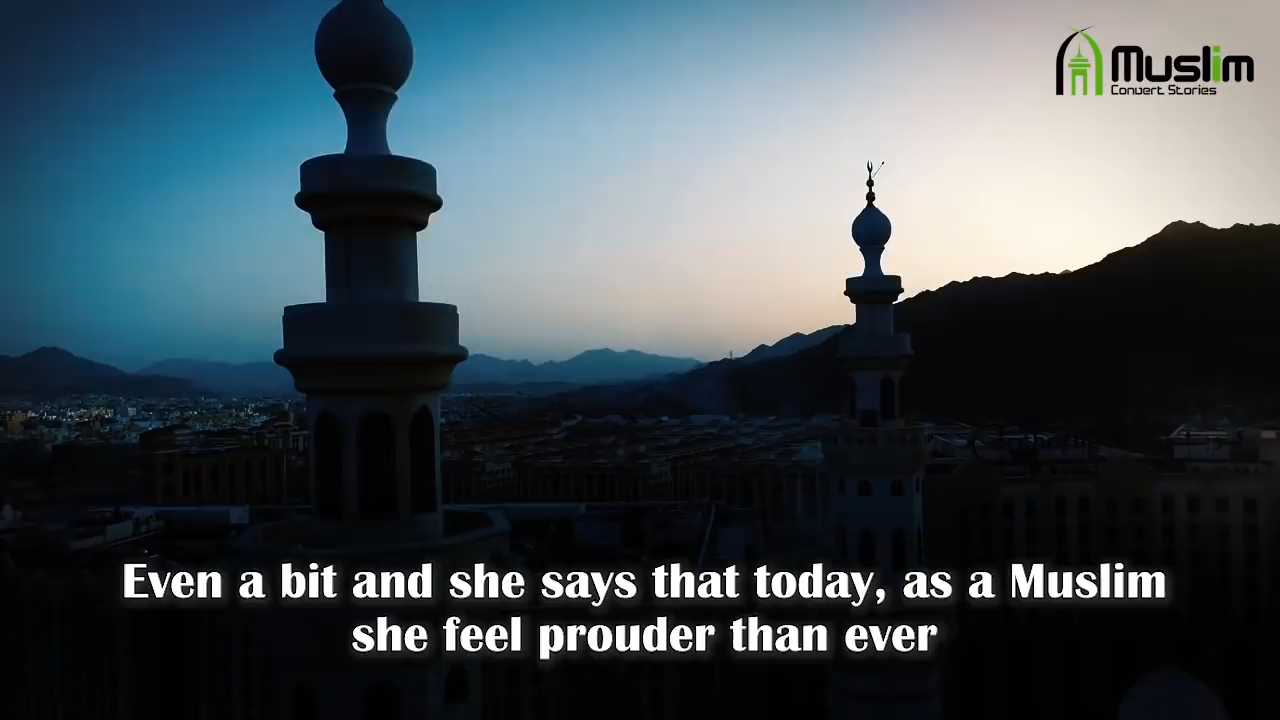 Muslim
Convert Stories
Even a bit and she says that today, as a Muslim
she feel prouder than ever